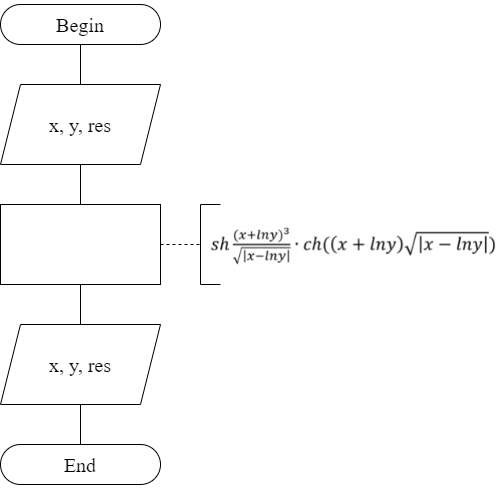 Begin
x, y, res
sh (x+lny)³/√|x−lny| · ch((x + lny)√|x − lny|)
x, y, res
End